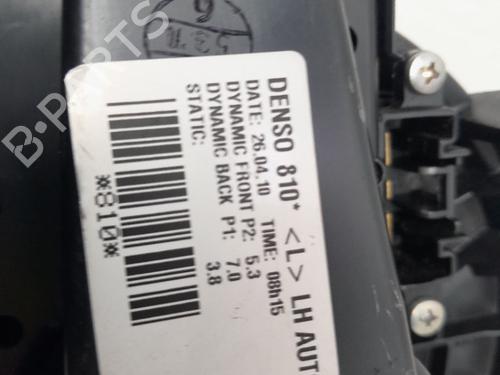 DENSO 810* <L> LH AUT
DATE: 26.04.10 TIME: 08h15
DYNAMIC FRONT P2: 5.3
DYNAMIC BACK P1: 7.0
STATIC: 3.8
*810*
B-PARTS